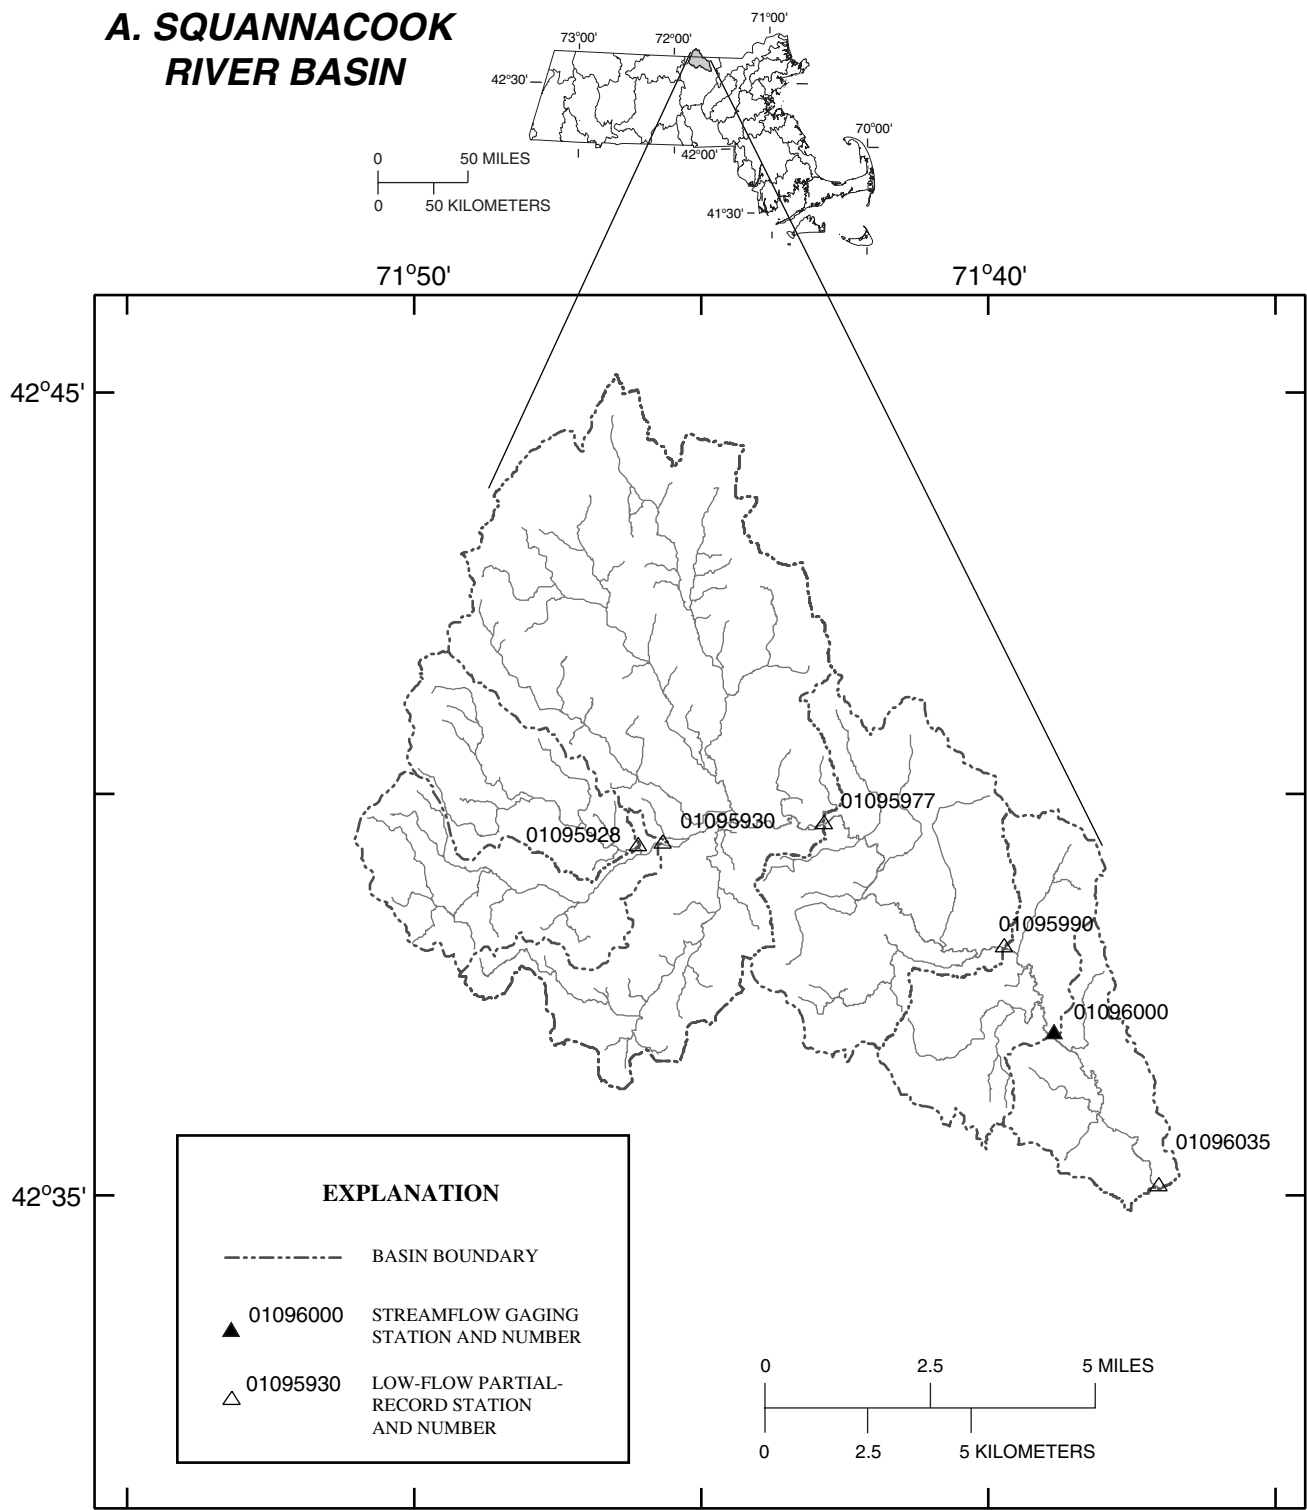 A. SQUANNACOOK
RIVER BASIN
71°00'
73°00'
72°00'
42°30'
70°00'
42°00'
41°30'
0 50 MILES
0 50 KILOMETERS
71°50' 71°40'
42°45'
01095977
01095930
01095928
01095990
01096000
01096035
42°35'
EXPLANATION
BASIN BOUNDARY
01096000 STREAMFLOW GAGING
STATION AND NUMBER
01095930 LOW-FLOW PARTIAL-
RECORD STATION
AND NUMBER
0 2.5 5 MILES
0 2.5 5 KILOMETERS